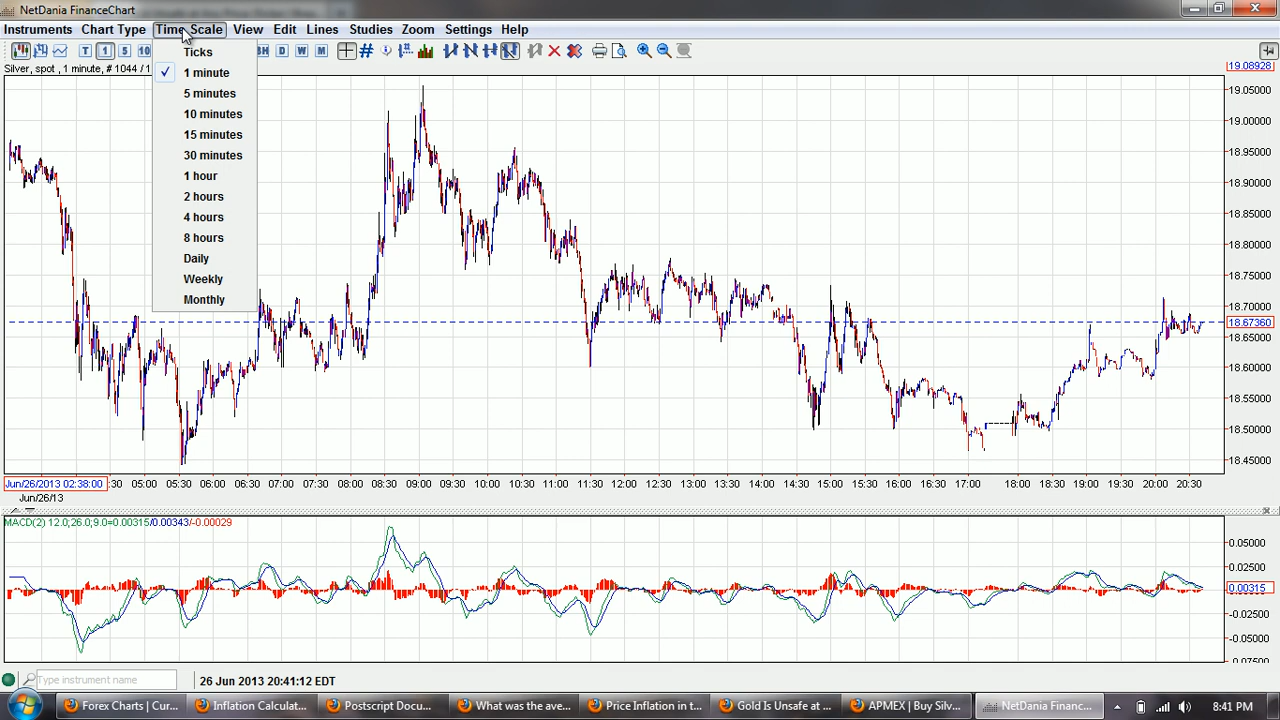 NetDania FinanceChart
Instruments Chart Type Time Scale View Edit Lines Studies Zoom Settings Help
T 1 5 10 8H D W M
Silver, spot , 1 minute, # 1044 / 1
Ticks
1 minute
5 minutes
10 minutes
15 minutes
30 minutes
1 hour
2 hours
4 hours
8 hours
Daily
Weekly
Monthly
19.08928
19.05000
19.00000
18.95000
18.90000
18.85000
18.80000
18.75000
18.70000
18.67360
18.65000
18.60000
18.55000
18.50000
18.45000
Jun/26/2013 02:38:00 :30 05:00 05:30 06:00 06:30 07:00 07:30 08:00 08:30 09:00 09:30 10:00 10:30 11:00 11:30 12:00 12:30 13:00 13:30 14:00 14:30 15:00 15:30 16:00 16:30 17:00 18:00 18:30 19:00 19:30 20:00 20:30
Jun/26/13
MACD(2) 12.0;26.0;9.0=0.00315/0.00343/-0.00029
0.05000
0.02500
0.00315
-0.02500
-0.05000
-0.07500
Type instrument name
26 Jun 2013 20:41:12 EDT
Forex Charts | Cur... Inflation Calculat... Postscript Docu... What was the ave... Price Inflation in t... Gold Is Unsafe at ... APMEX | Buy Silv... NetDania Financ... 8:41 PM